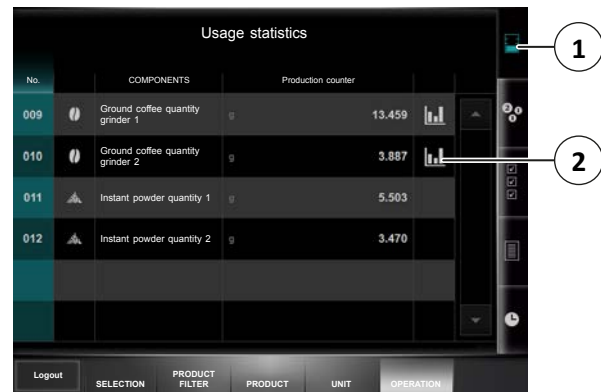 Usage statistics
1
No. COMPONENTS Production counter
009 Ground coffee quantity grinder 1 g 13.459
010 Ground coffee quantity grinder 2 g 3.887
2
011 Instant powder quantity 1 g 5.503
012 Instant powder quantity 2 g 3.470
Logout SELECTION PRODUCT FILTER PRODUCT UNIT OPERATION